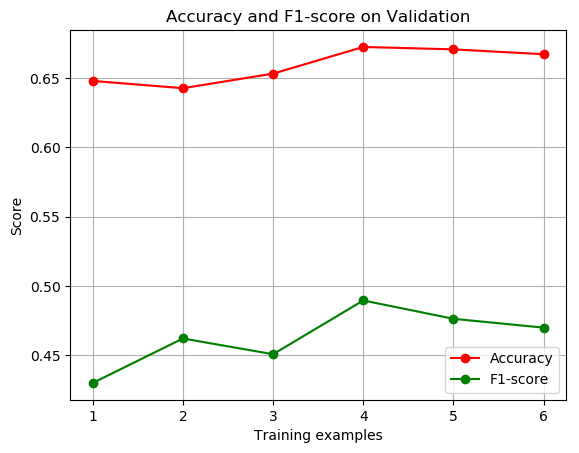 Accuracy and F1-score on Validation
Score
0.65
0.60
0.55
0.50
0.45
Accuracy
F1-score
1 2 3 4 5 6
Training examples